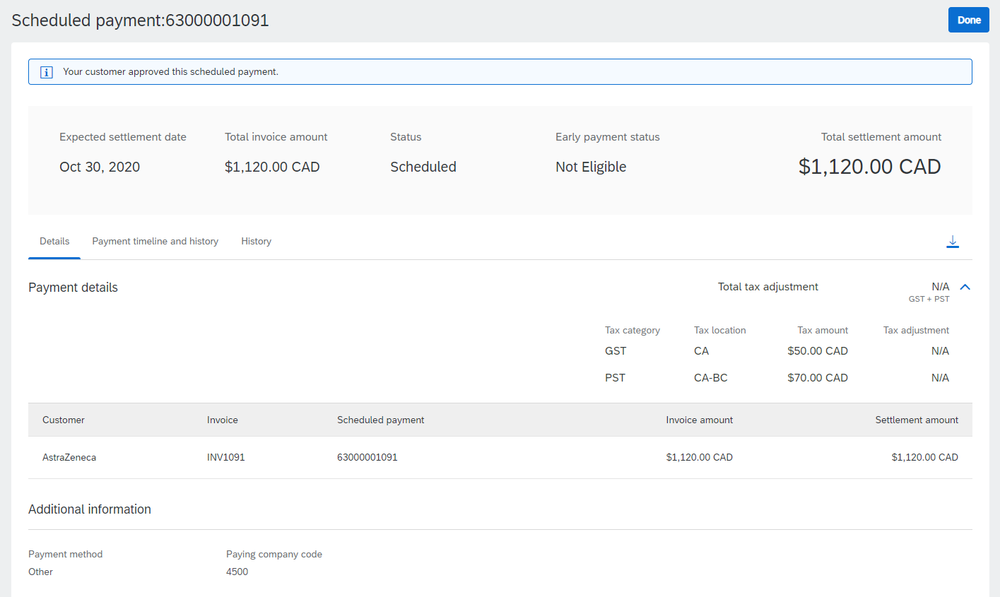 Scheduled payment:63000001091
Done
Your customer approved this scheduled payment.
Expected settlement date Total invoice amount Status Early payment status Total settlement amount
Oct 30, 2020 $1,120.00 CAD Scheduled Not Eligible $1,120.00 CAD
Details Payment timeline and history History
Payment details Total tax adjustment N/A
GST + PST
Tax category Tax location Tax amount Tax adjustment
GST CA $50.00 CAD N/A
PST CA-BC $70.00 CAD N/A
Customer Invoice Scheduled payment Invoice amount Settlement amount
AstraZeneca INV1091 63000001091 $1,120.00 CAD $1,120.00 CAD
Additional information
Payment method Paying company code
Other 4500